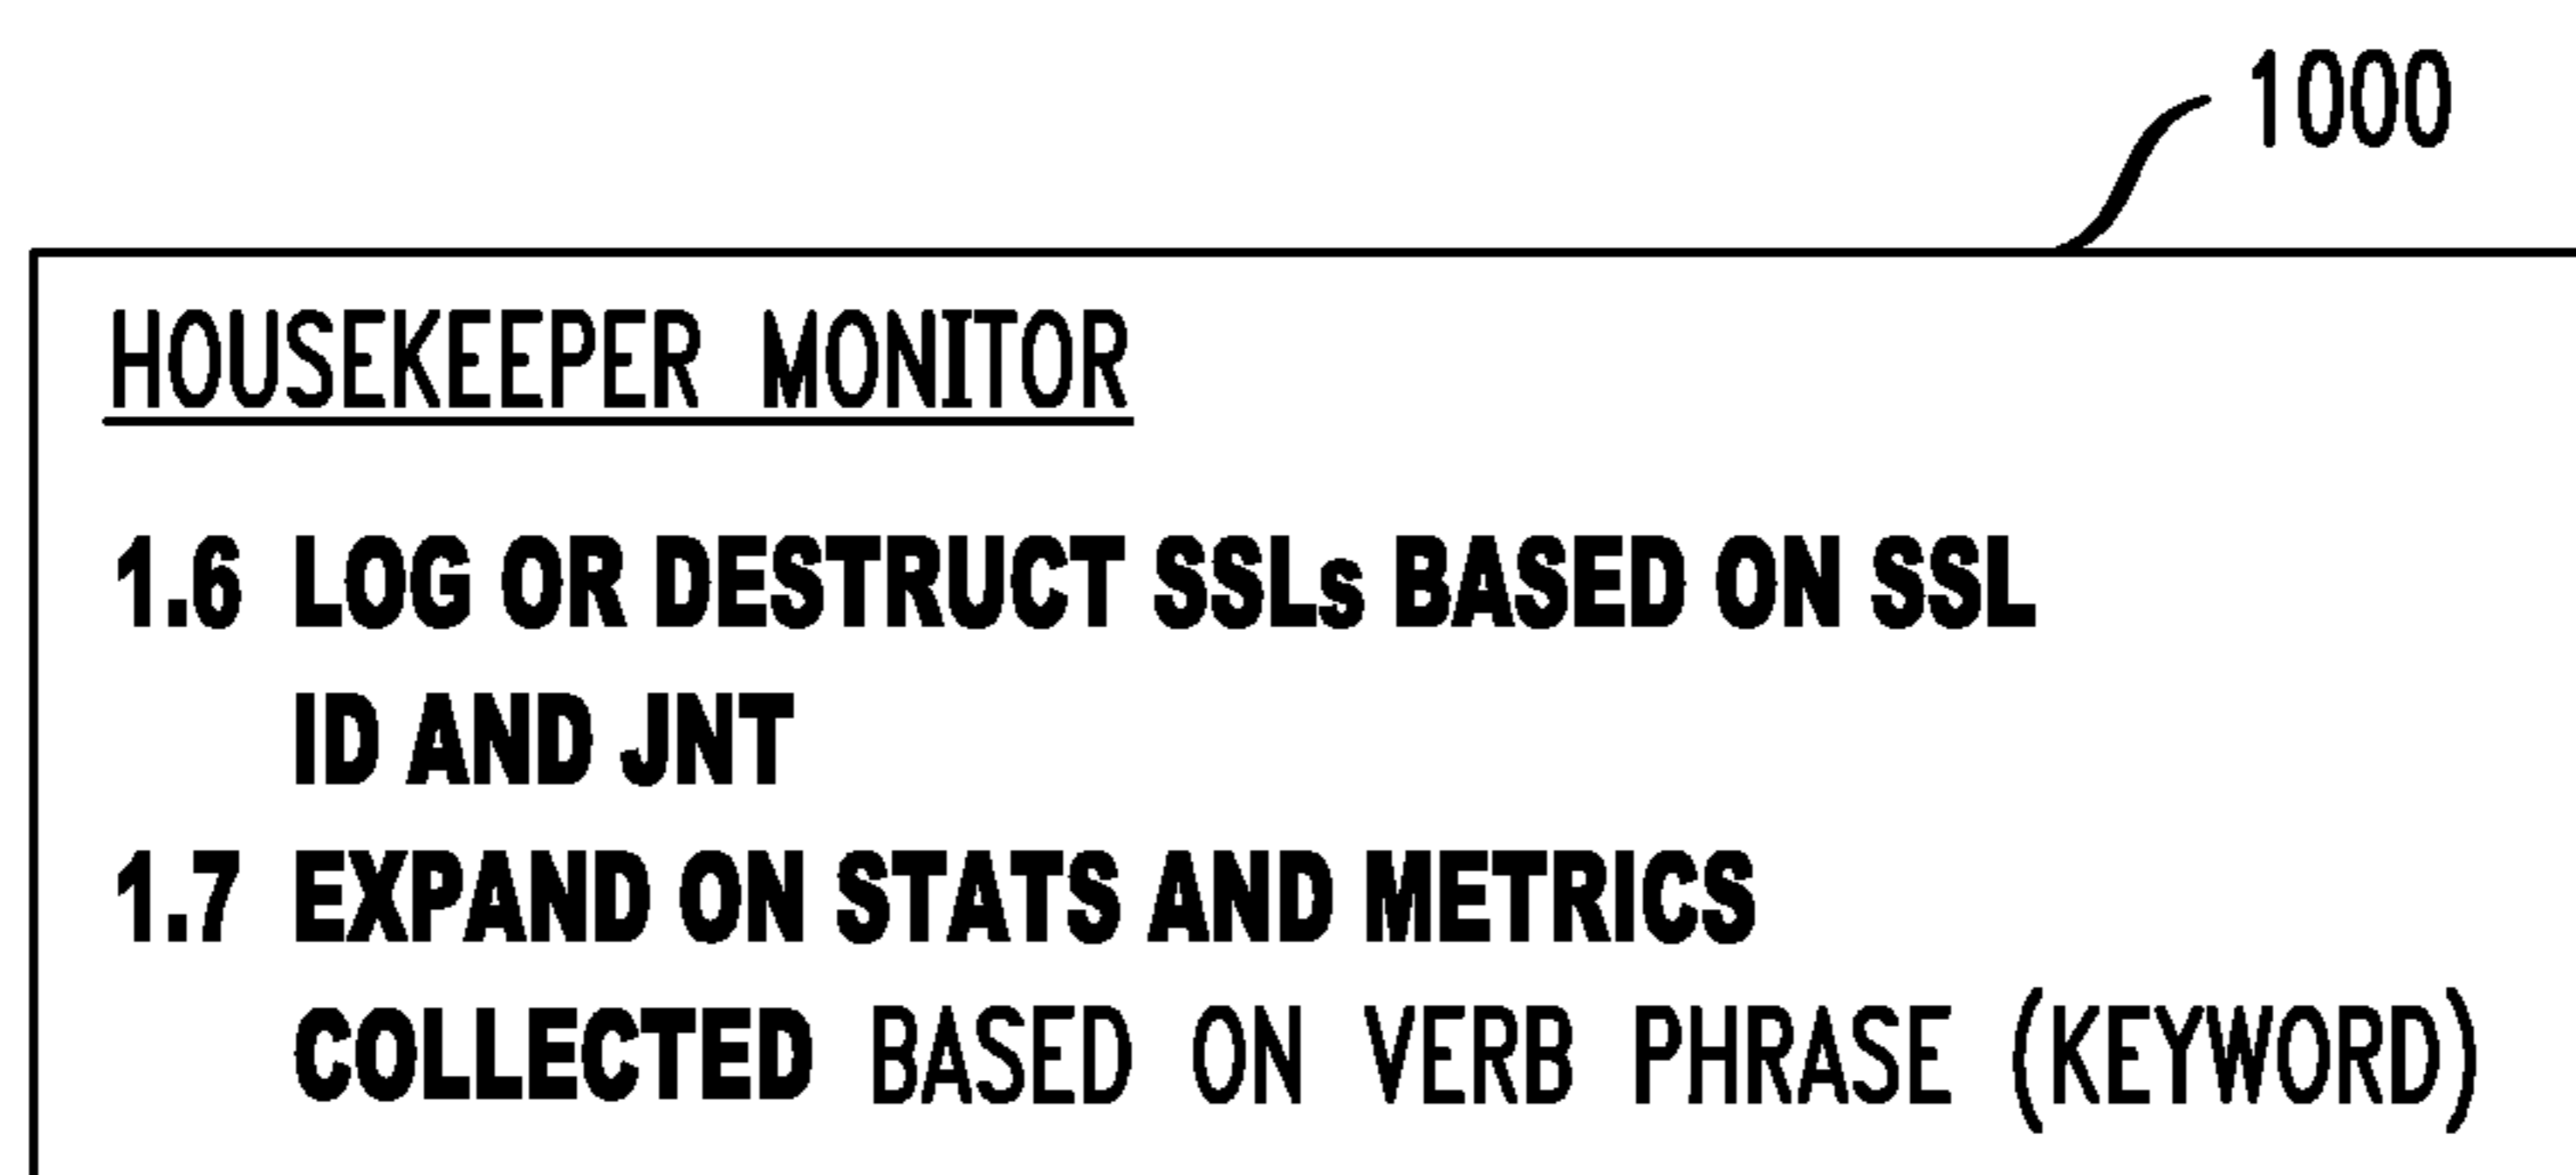 1000
HOUSEKEEPER MONITOR
1.6 LOG OR DESTRUCT SSLs BASED ON SSL
ID AND JNT
1.7 EXPAND ON STATS AND METRICS
COLLECTED BASED ON VERB PHRASE (KEYWORD)